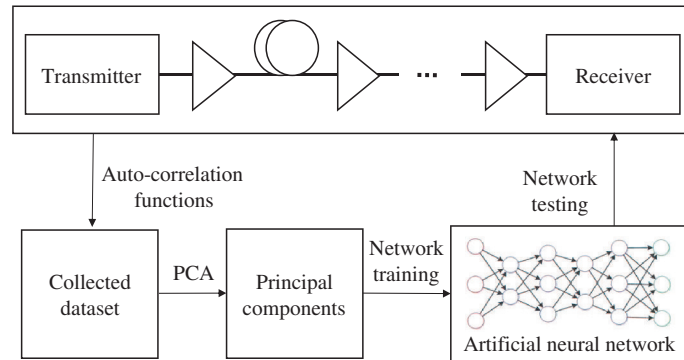 Transmitter
...
Receiver
Auto-correlation
functions
Network
testing
Collected
dataset
PCA
Principal
components
Network
training
Artificial neural network